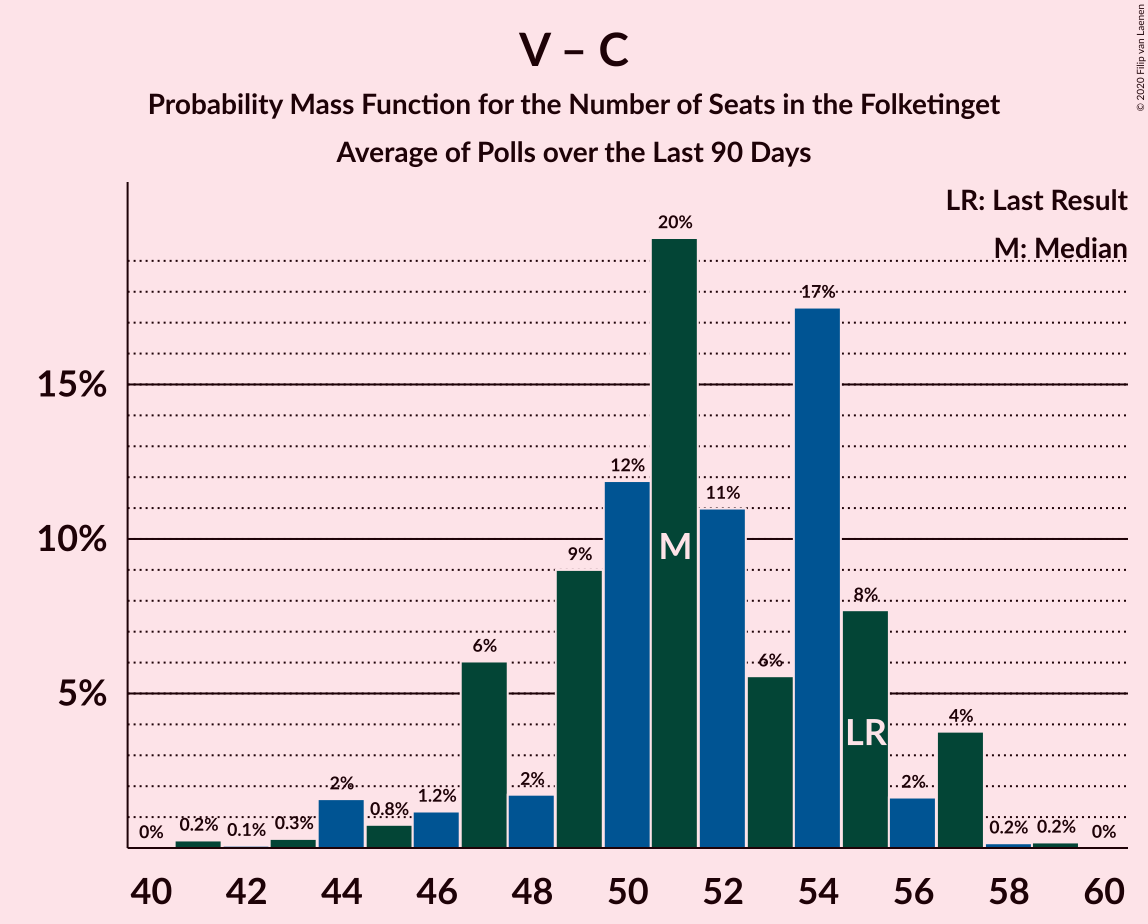 V – C
Probability Mass Function for the Number of Seats in the Folketinget
Average of Polls over the Last 90 Days
© 2020 Filip van Laenen
LR: Last Result
M: Median
20%
17%
15%
12%
11%
10%
M
9%
8%
6%
6%
5%
LR
4%
2%
2%
2%
1.2%
0.8%
0.3%
0.2%
0.1%
0%
0.2%
0.2%
0%
40 42 44 46 48 50 52 54 56 58 60